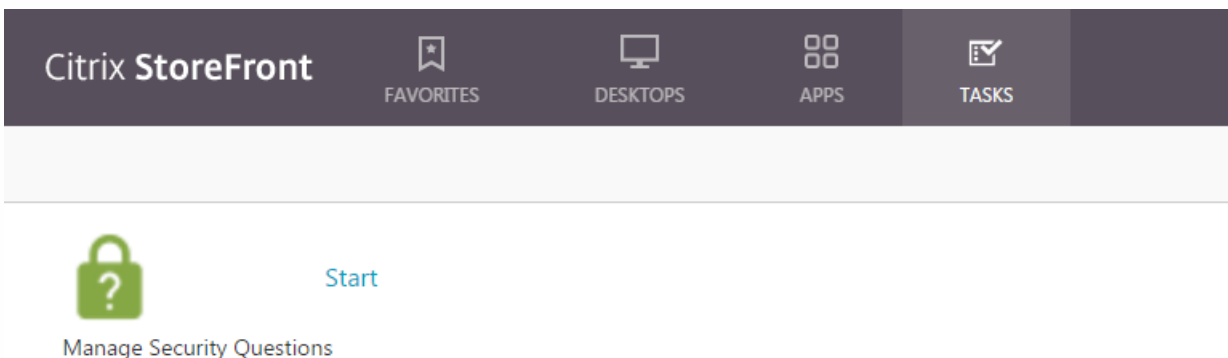 Citrix StoreFront
FAVORITES
DESKTOPS
APPS
TASKS
Start
Manage Security Questions